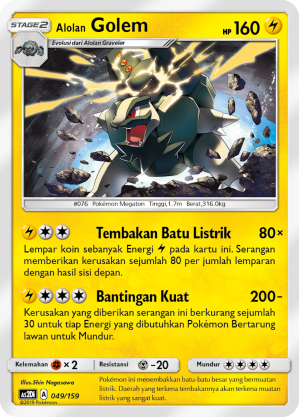 STAGE2 Alolan Golem HP 160
Evolusi dari Alolan Graveler
#076 Pokémon Megaton Tinggi,1.7m Berat,316.0kg
Tembakan Batu Listrik 80×
Lempar koin sebanyak Energi pada kartu ini. Serangan
memberikan kerusakan sejumlah 80 per jumlah lemparan
dengan hasil sisi depan.
Bantingan Kuat 200-
Kerusakan yang diberikan serangan ini berkurang sejumlah
30 untuk tiap Energi yang dibutuhkan Pokémon Bertarung
lawan untuk Mundur.
Kelemahan × 2 Resistansi -20 Mundur
Illus.Shin Nagasawa
AS2D A 049/159
©2019 Pokémon
Pokémon ini menembakkan batu-batu besar yang bermuatan
listrik. Daerah yang terkena tembakannya akan terkena aliran muatan
listrik yang sangat kuat.